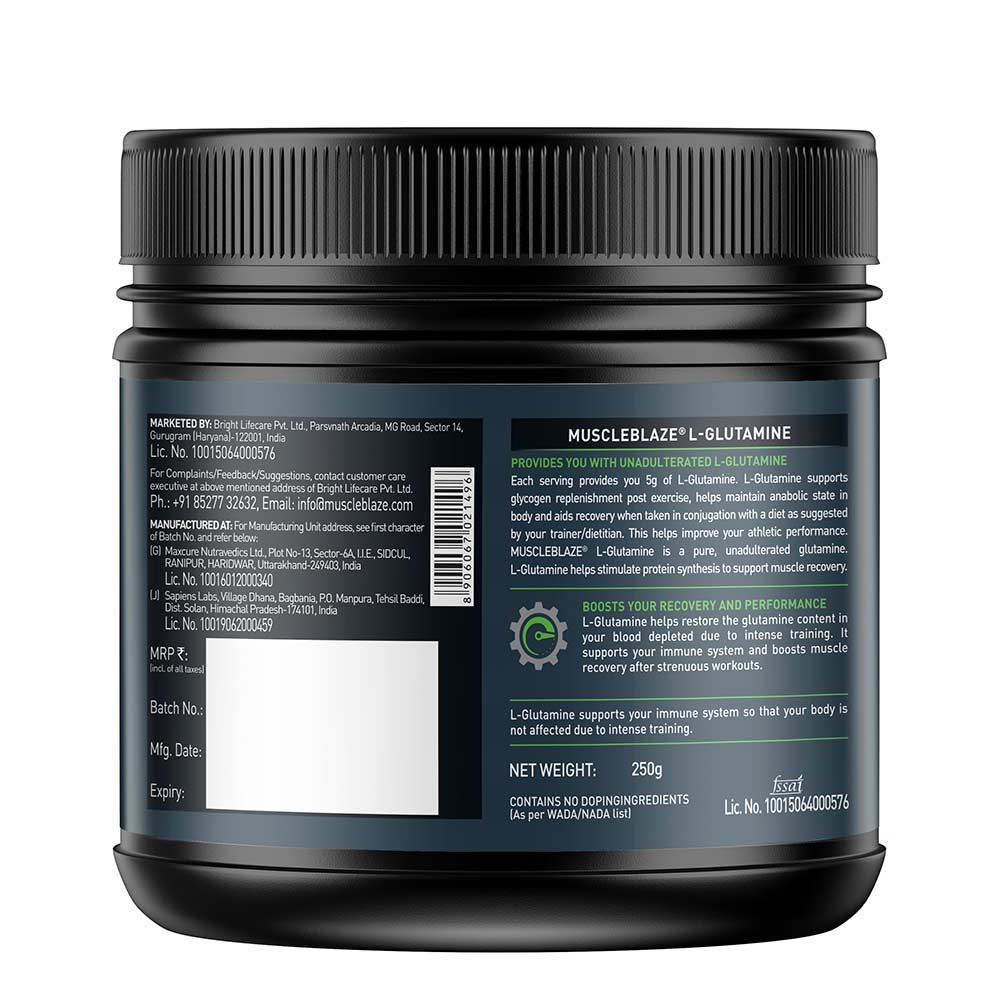 MARKETED BY: Bright Lifecare Pvt. Ltd., Parsvnath Arcadia, MG Road, Sector 14,
Gurugram (Haryana)-122001, India
Lic. No. 10015064000576
For Complaints/Feedback/Suggestions, contact customer care
executive at above mentioned address of Bright Lifecare Pvt. Ltd.
Ph.: +91 85277 32632, Email: info@muscleblaze.com
MANUFACTURED AT: For Manufacturing Unit address, see first character
of Batch No. and refer below:
(G) Maxcure Nutravedics Ltd., Plot No-13, Sector-6A, I.I.E., SIDCUL,
RANIPUR, HARIDWAR, Uttarakhand-249403, India
Lic. No. 10016012000340
(J) Sapiens Labs, Village Dhana, Bagbania, P.O. Manpura, Tehsil Baddi,
Dist. Solan, Himachal Pradesh-174101, India
Lic. No. 10019062000459
MRP ₹:
(incl. of all taxes)
Batch No.:
Mfg. Date:
Expiry:
8 906067 021496
MUSCLEBLAZE® L-GLUTAMINE
PROVIDES YOU WITH UNADULTERATED L-GLUTAMINE
Each serving provides you 5g of L-Glutamine. L-Glutamine supports
glycogen replenishment post exercise, helps maintain anabolic state in
body and aids recovery when taken in conjugation with a diet as suggested
by your trainer/dietitian. This helps improve your athletic performance.
MUSCLEBLAZE® L-Glutamine is a pure, unadulterated glutamine.
L-Glutamine helps stimulate protein synthesis to support muscle recovery.
BOOSTS YOUR RECOVERY AND PERFORMANCE
L-Glutamine helps restore the glutamine content in
your blood depleted due to intense training. It
supports your immune system and boosts muscle
recovery after strenuous workouts.
L-Glutamine supports your immune system so that your body is
not affected due to intense training.
NET WEIGHT: 250g
CONTAINS NO DOPINGINGREDIENTS
(As per WADA/NADA list)
fssai
Lic. No. 10015064000576